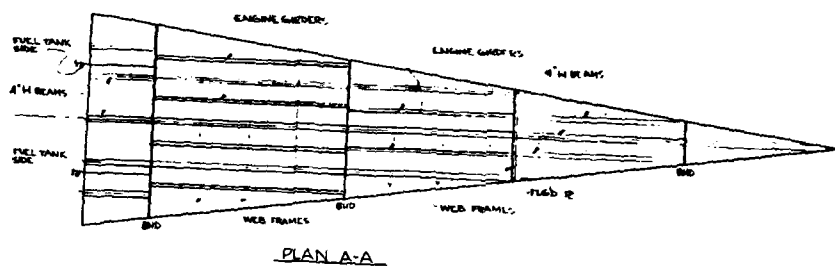 ENGINE GIRDERS
FUEL TANK
SIDE
ENGINE GIRDERS
4" H BEAMS
4" H BEAMS
FUEL TANK
SIDE
BHD
WEB FRAMES
BHD
WEB FRAMES
BHD
PLAN A-A